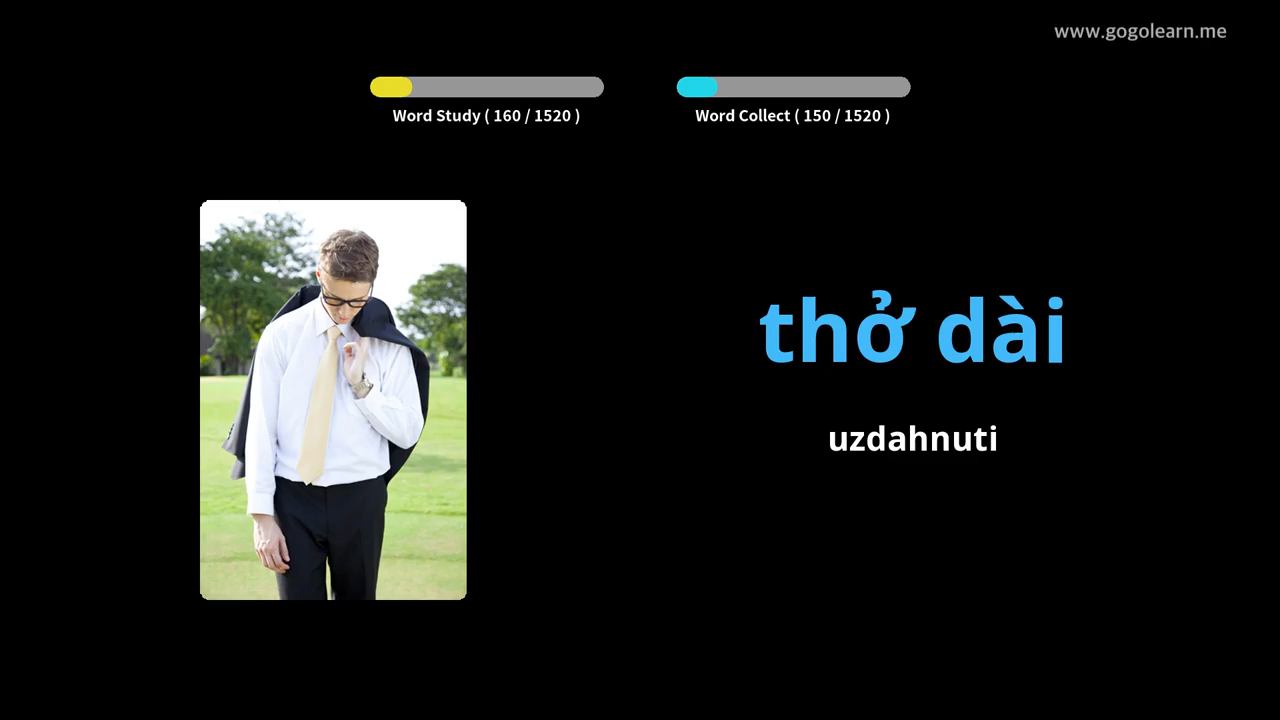 www.gogolearn.me
Word Study ( 160 / 1520 )
Word Collect ( 150 / 1520 )
thở dài
uzdahnuti